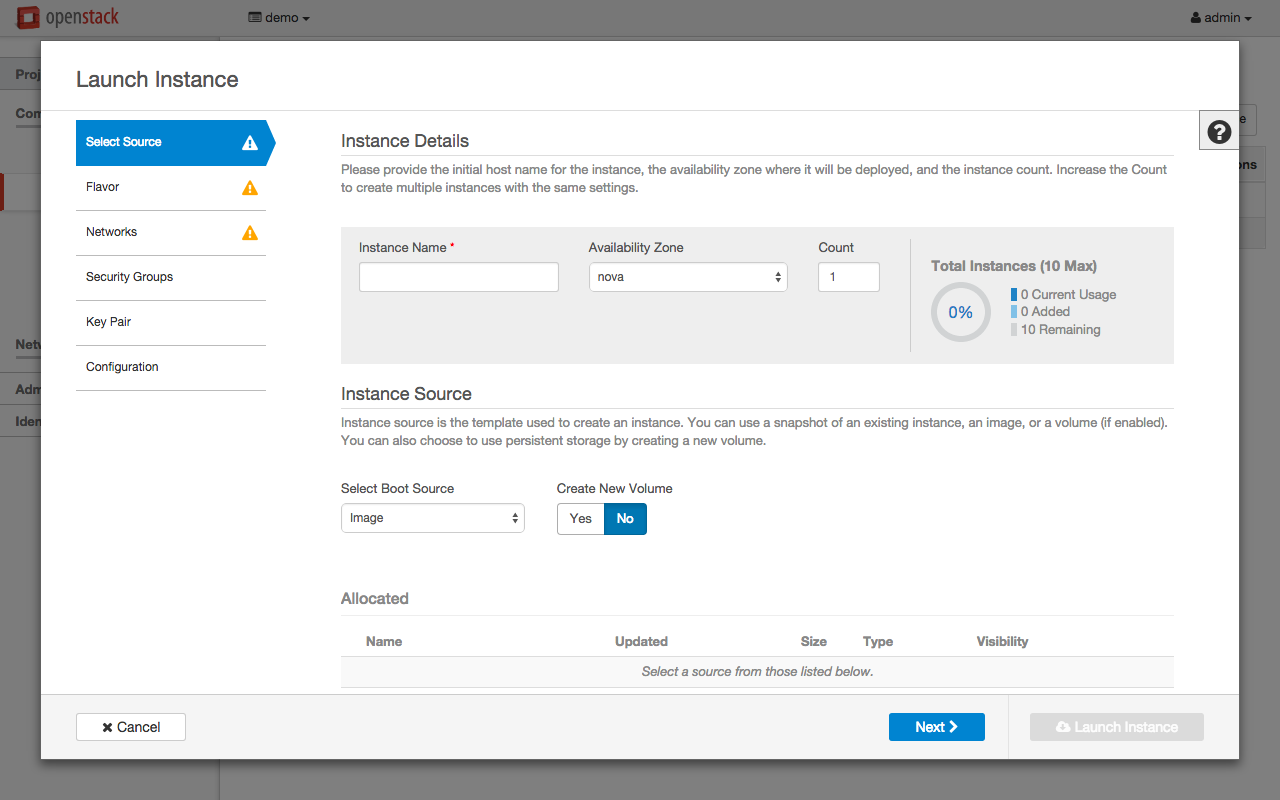 openstack
demo
admin
Proj
Com
Netw
Adm
Iden
e
ons
Launch Instance
Select Source
Flavor
Networks
Security Groups
Key Pair
Configuration
?
Instance Details
Please provide the initial host name for the instance, the availability zone where it will be deployed, and the instance count. Increase the Count
to create multiple instances with the same settings.
Instance Name *
Availability Zone
Count
nova
1
Total Instances (10 Max)
0%
0 Current Usage
0 Added
10 Remaining
Instance Source
Instance source is the template used to create an instance. You can use a snapshot of an existing instance, an image, or a volume (if enabled).
You can also choose to use persistent storage by creating a new volume.
Select Boot Source
Create New Volume
Image
Yes
No
Allocated
Name Updated Size Type Visibility
Select a source from those listed below.
Cancel
Next
Launch Instance